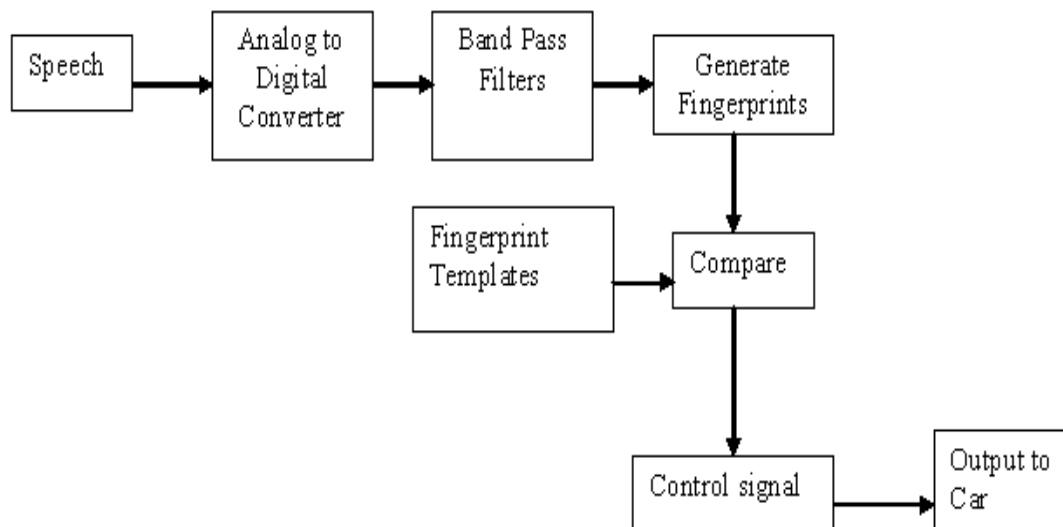 Speech
Analog to
Digital
Converter
Band Pass
Filters
Generate
Fingerprints
Fingerprint
Templates
Compare
Control signal
Output to
Car